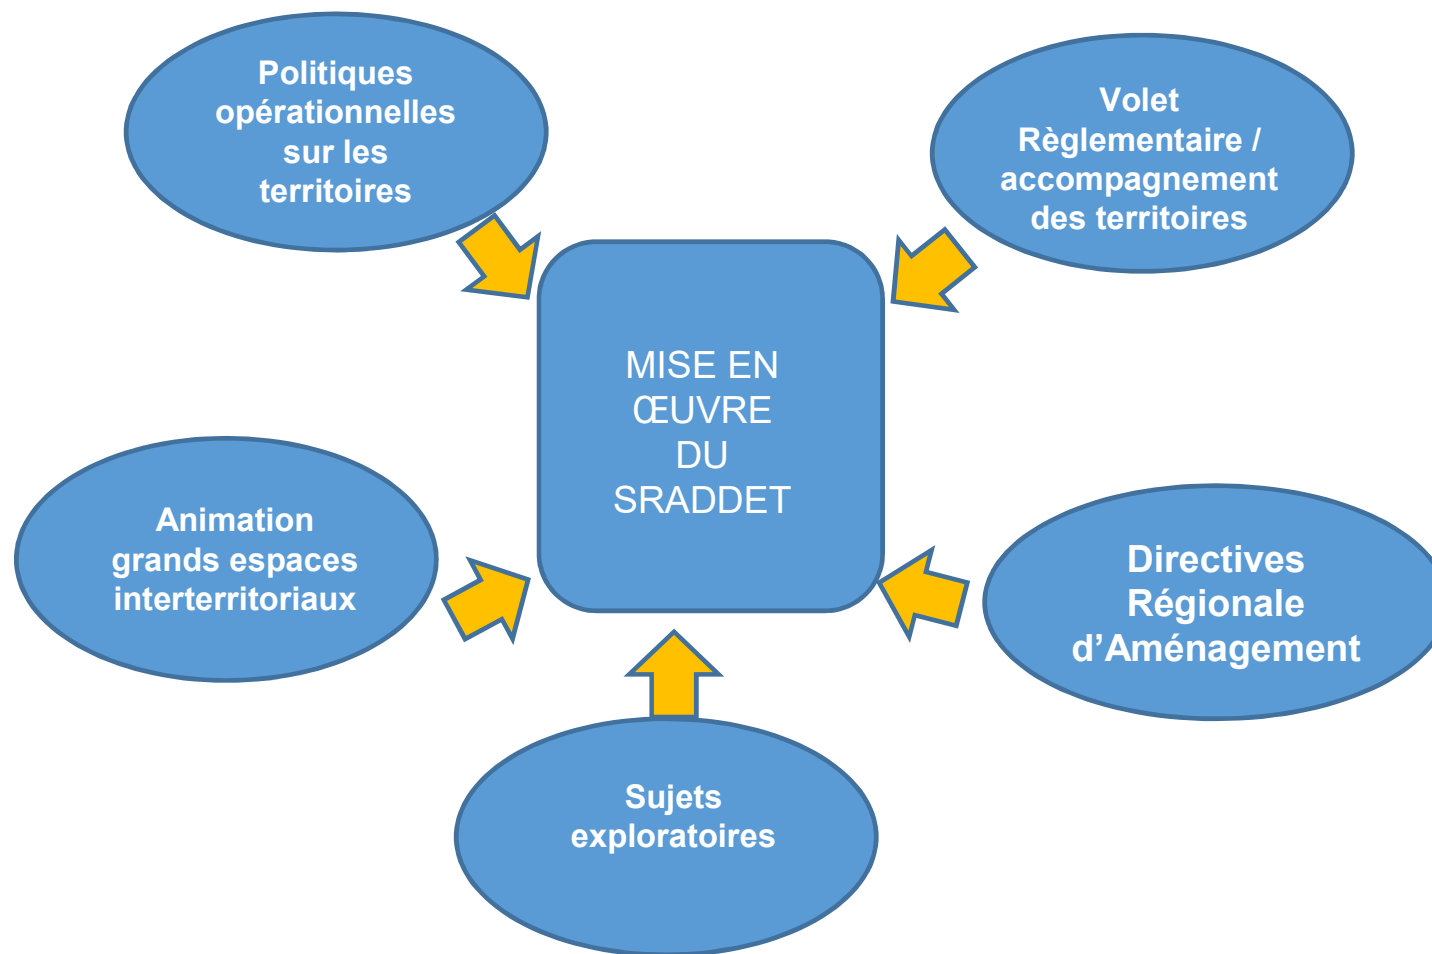 Politiques
opérationnelles
sur les
territoires
Volet
Règlementaire /
accompagnement
des territoires
MISE EN
ŒUVRE
DU
SRADDET
Animation
grands espaces
interterritoriaux
Directives
Régionale
d’Aménagement
Sujets
exploratoires